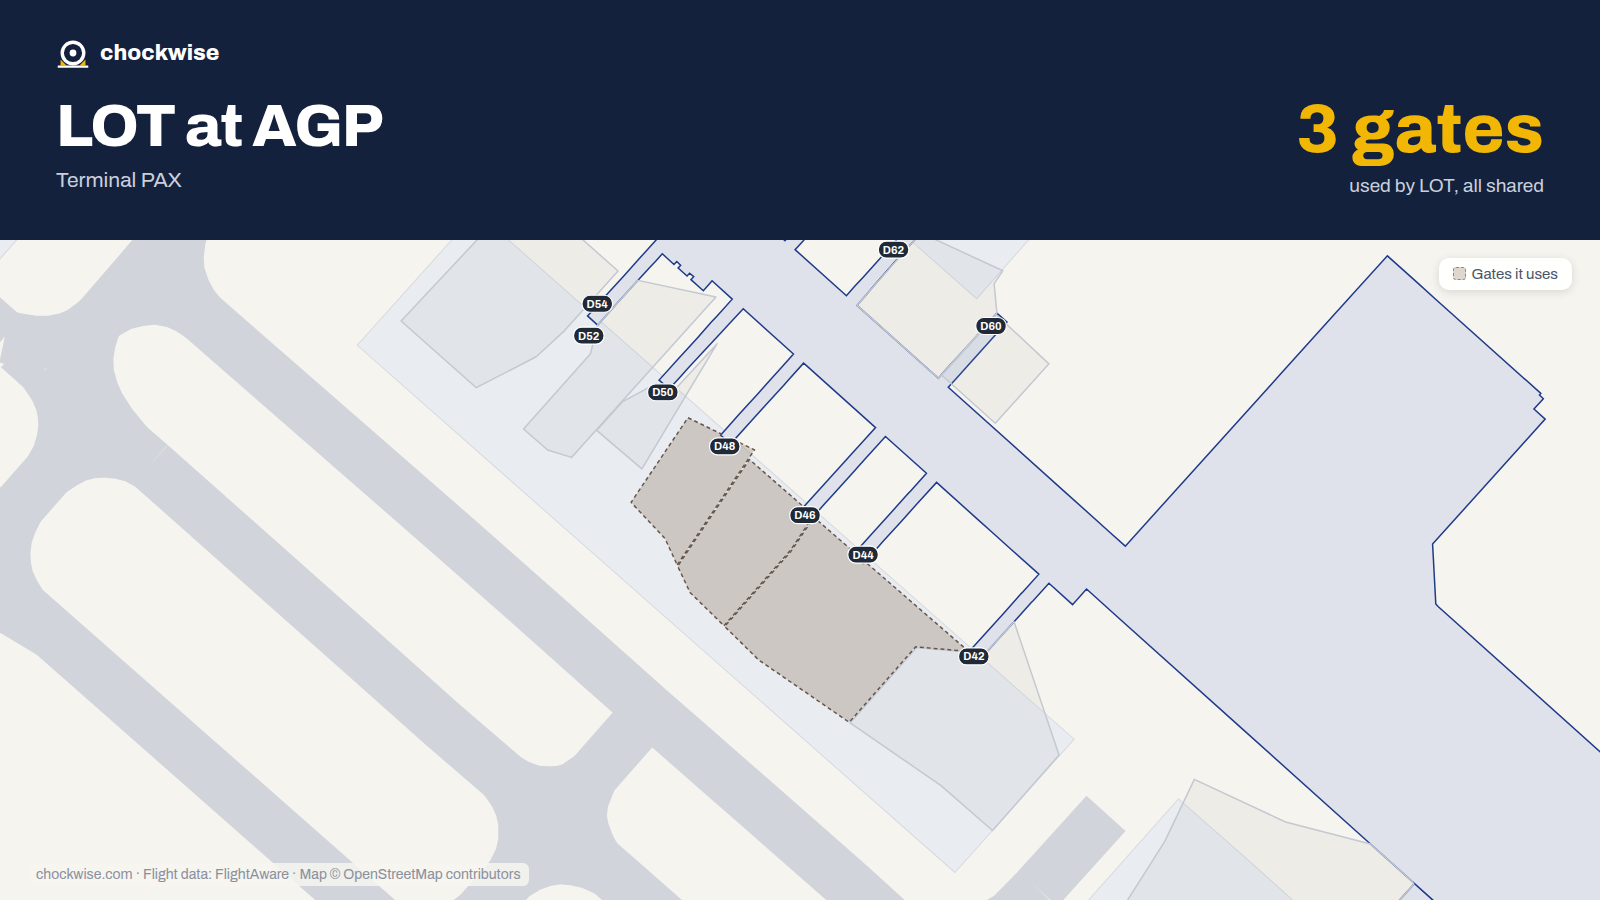 chockwise
LOT at AGP
Terminal PAX
3 gates
used by LOT, all shared
Gates it uses
D62
D54
D60
D52
D50
D48
D46
D44
D42
chockwise.com · Flight data: FlightAware · Map © OpenStreetMap contributors